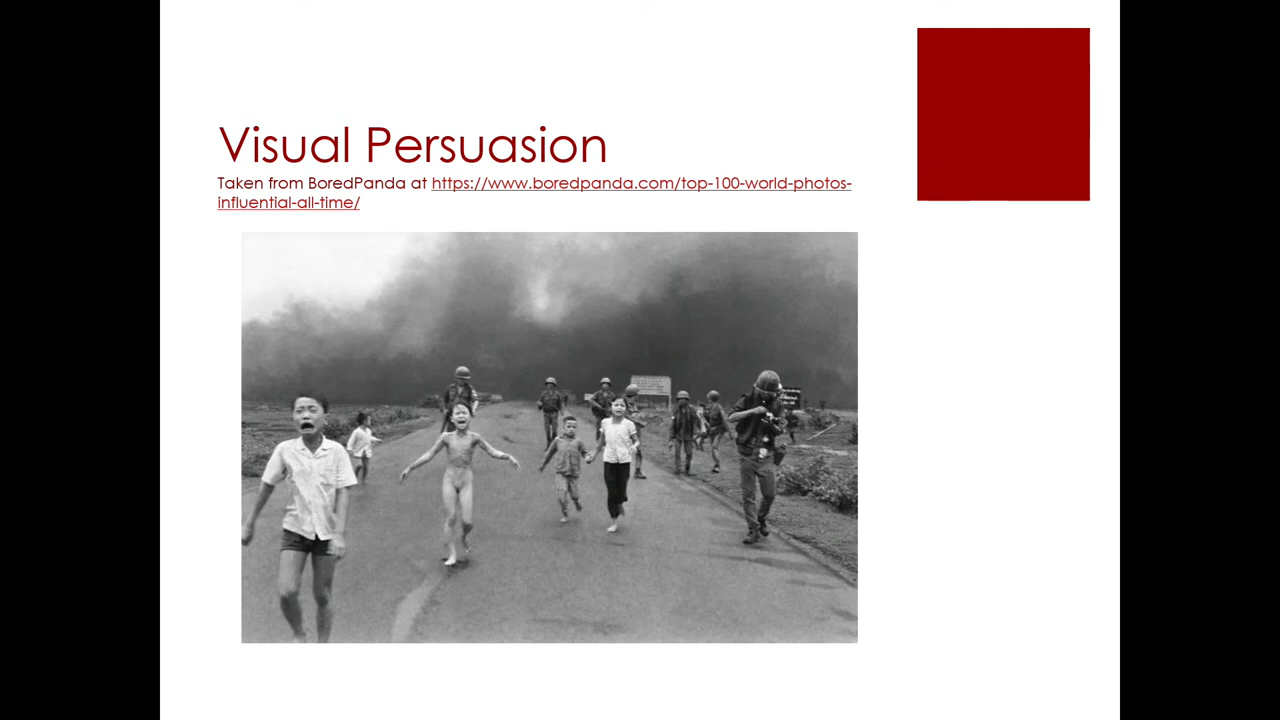 Visual Persuasion
Taken from BoredPanda at https://www.boredpanda.com/top-100-world-photos-
influential-all-time/